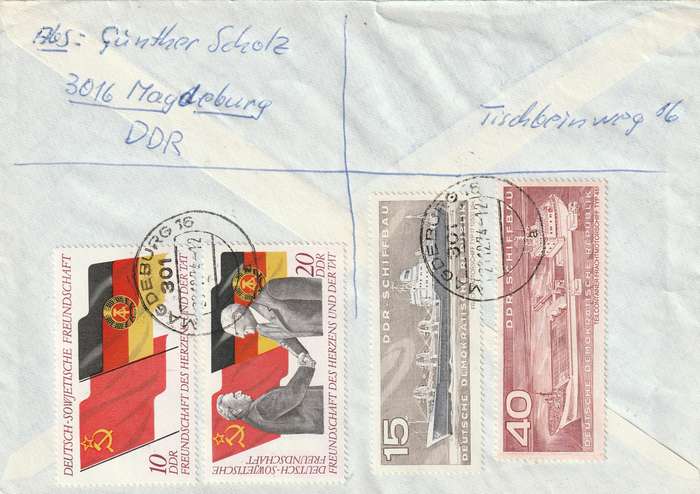 Abs: Günther Scholz
3016 Magdeburg
DDR
Tischbeinweg 16
MAGDEBURG 16
301
DEUTSCH-SOWJETISCHE FREUNDSCHAFT
10
DDR
FREUNDSCHAFT DES HERZENS UND DER TAT
20
DDR
DEUTSCH-SOWJETISCHE
FREUNDSCHAFT
FREUNDSCHAFT DES HERZENS UND DER TAT
MAGDEBURG
301
a
15
DDR-SCHIFFBAU
DEUTSCHE DEMOKRATISCHE
40
DDR-SCHIFFBAU
DEUTSCHE DEMOKRATISCHE REPUBLIK